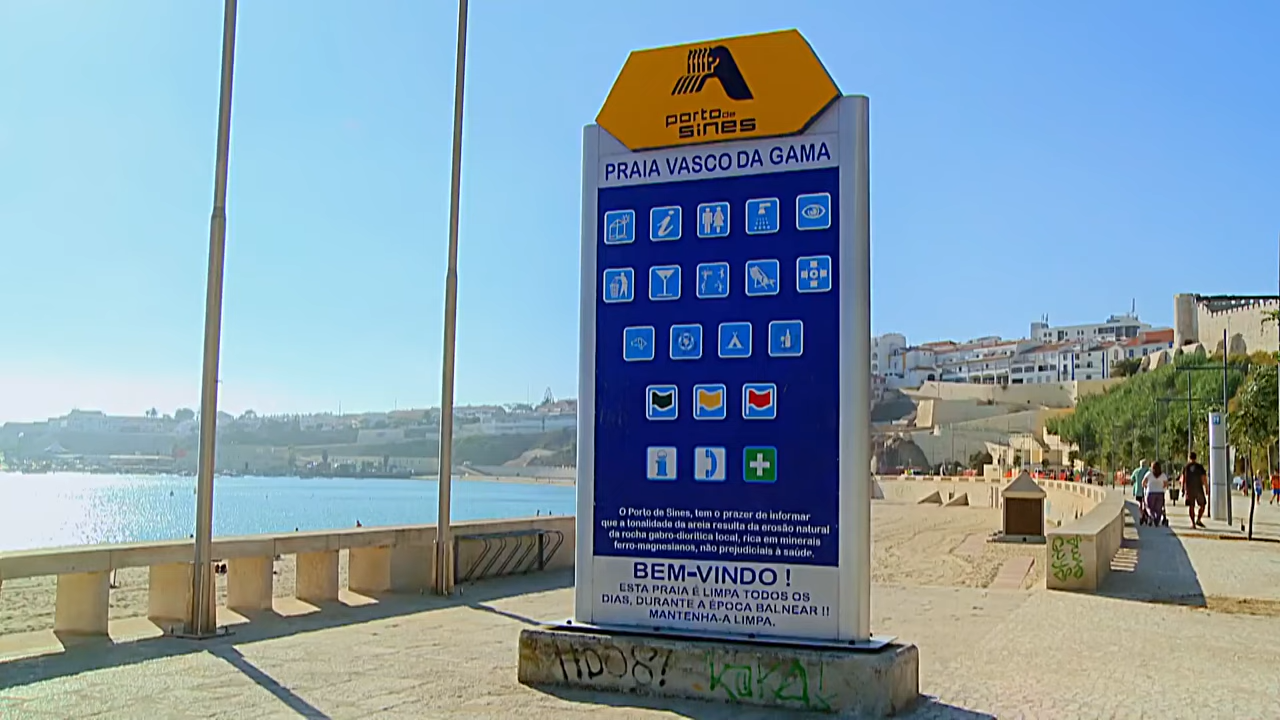 porto de
sines
PRAIA VASCO DA GAMA
O Porto de Sines, tem o prazer de informar
que a tonalidade da areia resulta da erosão natural
da rocha gabro-diorítica local, rica em minerais
ferro-magnesianos, não prejudiciais à saúde.
BEM-VINDO !
ESTA PRAIA É LIMPA TODOS OS
DIAS, DURANTE A ÉPOCA BALNEAR !!
MANTENHA-A LIMPA.